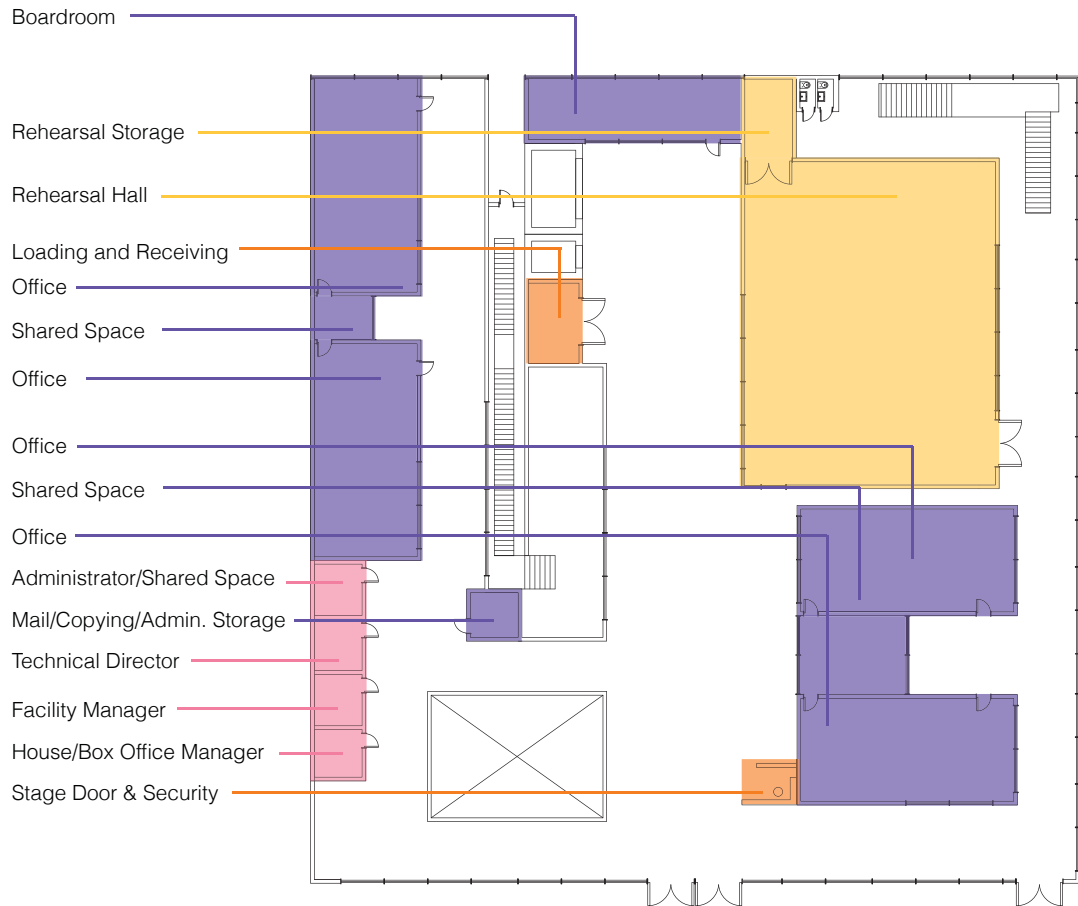 Boardroom
Rehearsal Storage
Rehearsal Hall
Loading and Receiving
Office
Shared Space
Office
Office
Shared Space
Office
Administrator/Shared Space
Mail/Copying/Admin. Storage
Technical Director
Facility Manager
House/Box Office Manager
Stage Door & Security